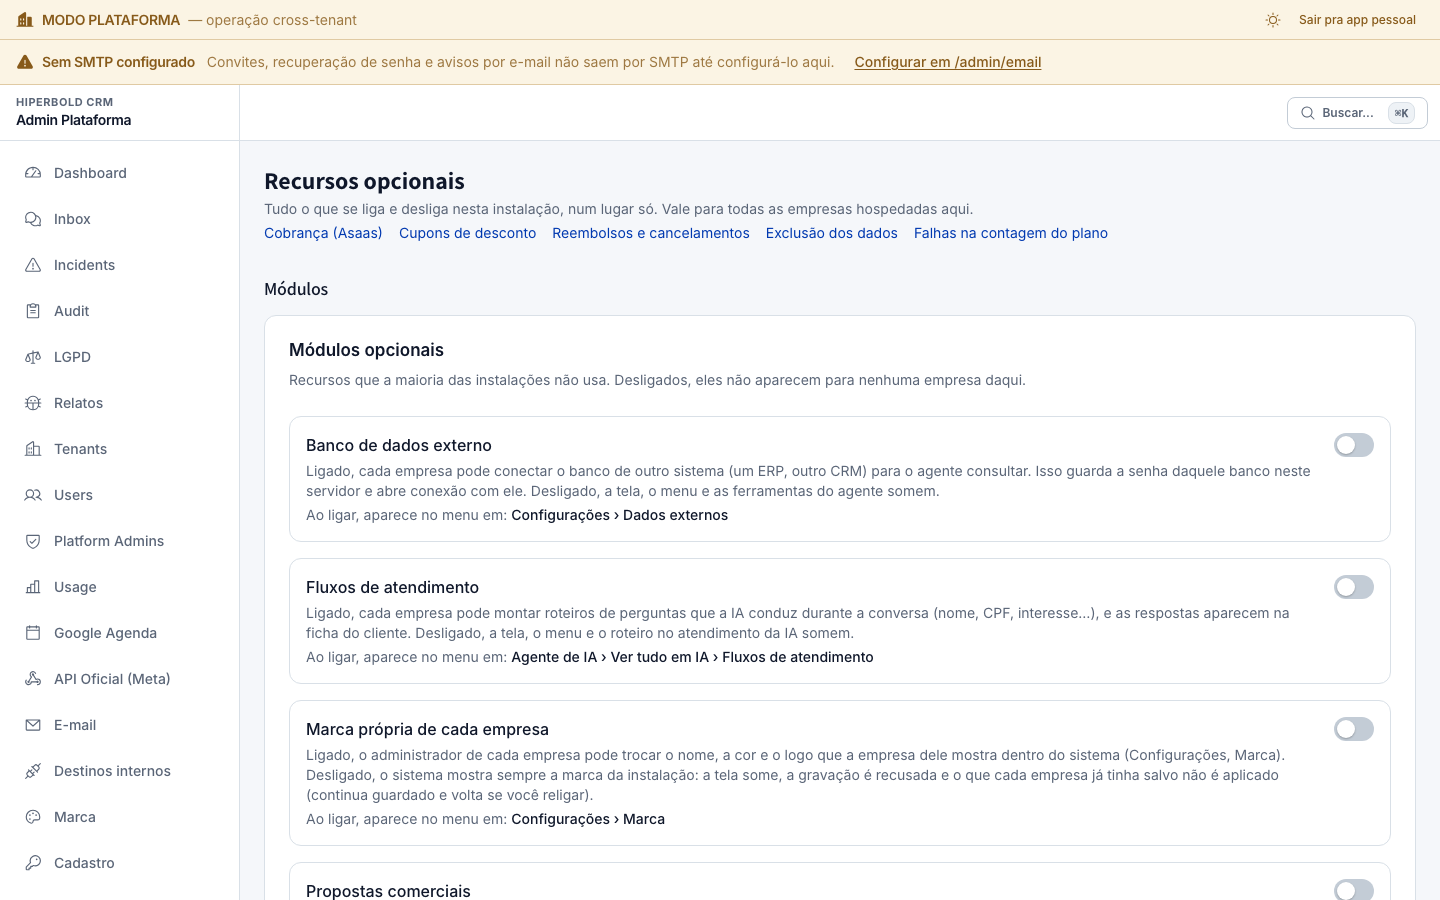 MODO PLATAFORMA — operação cross-tenant
Sair pra app pessoal
Sem SMTP configurado Convites, recuperação de senha e avisos por e-mail não saem por SMTP até configurá-lo aqui. Configurar em /admin/email
HIPERBOLD CRM
Admin Plataforma
Buscar... ⌘K
Dashboard
Inbox
Incidents
Audit
LGPD
Relatos
Tenants
Users
Platform Admins
Usage
Google Agenda
API Oficial (Meta)
E-mail
Destinos internos
Marca
Cadastro
Recursos opcionais
Tudo o que se liga e desliga nesta instalação, num lugar só. Vale para todas as empresas hospedadas aqui.
Cobrança (Asaas) Cupons de desconto Reembolsos e cancelamentos Exclusão dos dados Falhas na contagem do plano
Módulos
Módulos opcionais
Recursos que a maioria das instalações não usa. Desligados, eles não aparecem para nenhuma empresa daqui.
Banco de dados externo
Ligado, cada empresa pode conectar o banco de outro sistema (um ERP, outro CRM) para o agente consultar. Isso guarda a senha daquele banco neste
servidor e abre conexão com ele. Desligado, a tela, o menu e as ferramentas do agente somem.
Ao ligar, aparece no menu em: Configurações › Dados externos
Fluxos de atendimento
Ligado, cada empresa pode montar roteiros de perguntas que a IA conduz durante a conversa (nome, CPF, interesse...), e as respostas aparecem na
ficha do cliente. Desligado, a tela, o menu e o roteiro no atendimento da IA somem.
Ao ligar, aparece no menu em: Agente de IA › Ver tudo em IA › Fluxos de atendimento
Marca própria de cada empresa
Ligado, o administrador de cada empresa pode trocar o nome, a cor e o logo que a empresa dele mostra dentro do sistema (Configurações, Marca).
Desligado, o sistema mostra sempre a marca da instalação: a tela some, a gravação é recusada e o que cada empresa já tinha salvo não é aplicado
(continua guardado e volta se você religar).
Ao ligar, aparece no menu em: Configurações › Marca
Propostas comerciais